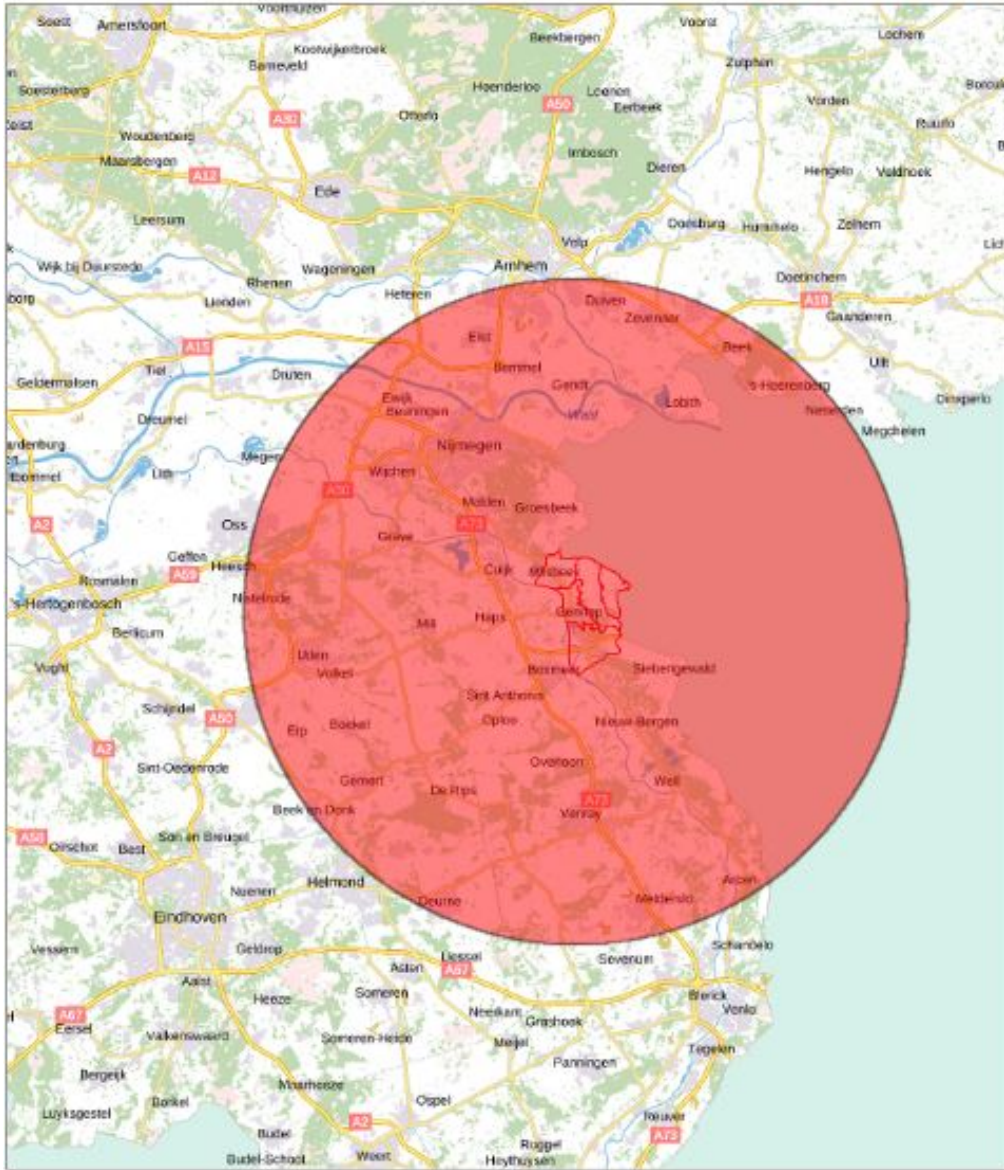 Soest
Amersfoort
Voorthuizen
Beekbergen
Voorst
Lochem
Kootwijkerbroek
Barneveld
Zutphen
Soesterberg
Hoenderloo
Loenen
Eerbeek
A50
A30
Otterlo
Vorden
Ruurlo
Woudenberg
Imbosch
Maarsbergen
A12
Ede
Dieren
Hengelo
Veldhoek
Leersum
Doesburg
Hummelo
Zelhem
Velp
Wijk bij Duurstede
Wageningen
Arnhem
Rhenen
Doetinchem
Lienden
Heteren
Duiven
A18
Zevenaar
Gaanderen
Elst
A15
Beek
Tiel
Bemmel
Ulft
Geldermalsen
Druten
Gendt
's-Heerenberg
Ewijk
Lobith
Dinxperlo
Beuningen
Waal
Netterden
Dreumel
Megchelen
Nijmegen
Megen
Lith
Wijchen
A50
Malden
Groesbeek
A2
Oss
A73
Grave
Geffen
Heesch
Cuijk
Milsbeek
A59
Rosmalen
's-Hertogenbosch
Nistelrode
Gennep
Mill
Haps
Berlicum
Uden
Vught
Volkel
Boxmeer
Siebengewald
Sint Anthonis
Schijndel
A50
Boekel
Oploo
Nieuw-Bergen
Erp
A2
Overloon
Sint-Oedenrode
Gemert
De Rips
Well
A73
Beek en Donk
Venray
A58
Oirschot
Best
Son en Breugel
Nuenen
Helmond
Arcen
Deurne
Melderslo
Eindhoven
Vessem
Geldrop
Liessel
Schandelo
Asten
A67
Sevenum
Aalst
Heeze
Someren
Blerick
Venlo
A67
Eersel
Neerkant
Grashoek
Valkenswaard
Someren-Heide
Meijel
Tegelen
Panningen
Bergeijk
Maarheeze
Luyksgestel
Borkel
Ospel
Reuver
A2
A73
Budel
Roggel
Budel-Schoot
Weert
Heythuysen